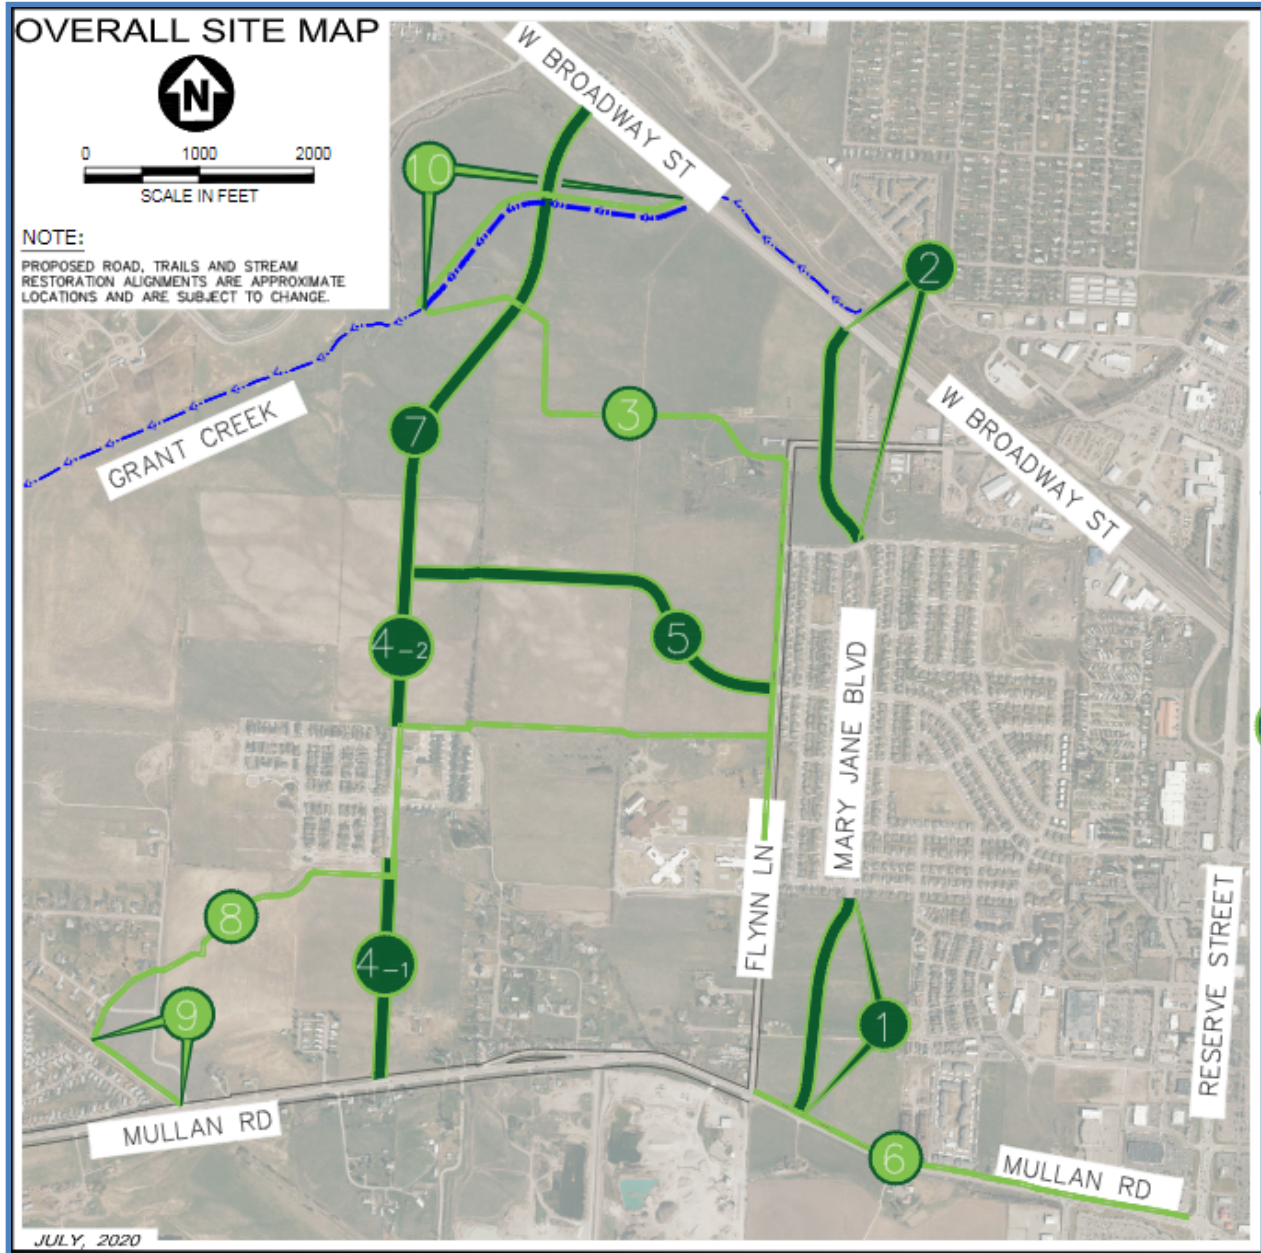 OVERALL SITE MAP
N
0 1000 2000
SCALE IN FEET
NOTE:
PROPOSED ROAD, TRAILS AND STREAM
RESTORATION ALIGNMENTS ARE APPROXIMATE
LOCATIONS AND ARE SUBJECT TO CHANGE.
W BROADWAY ST
10
2
GRANT CREEK
7
3
W BROADWAY ST
4-2
5
MARY JANE BLVD
FLYNN LN
8
4-1
9
1
RESERVE STREET
MULLAN RD
6
MULLAN RD
JULY, 2020